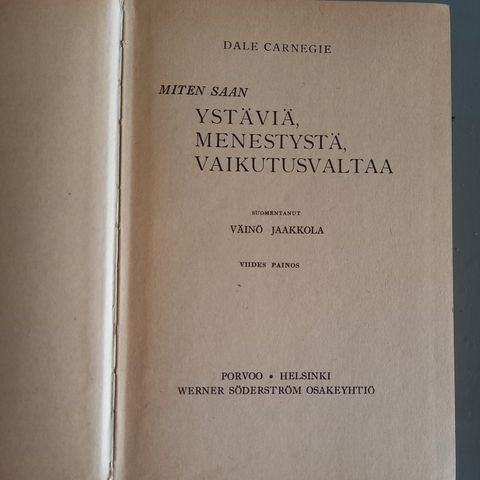 DALE CARNEGIE
MITEN SAAN
YSTÄVIÄ,
MENESTYSTÄ,
VAIKUTUSVALTAA
SUOMENTANUT
VÄINÖ JAAKKOLA
VIIDES PAINOS
PORVOO • HELSINKI
WERNER SÖDERSTRÖM OSAKEYHTIÖ